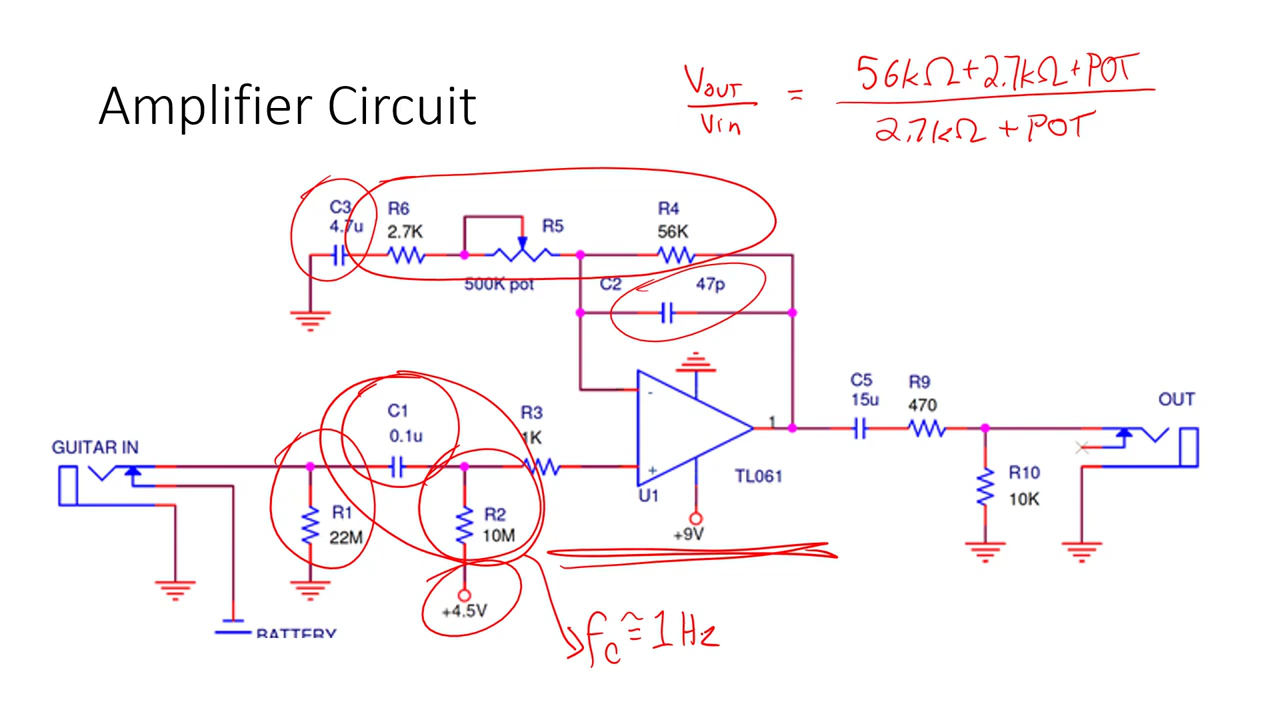 Amplifier Circuit
VOUT / Vin = 56kΩ+2.7kΩ+POT / 2.7kΩ + POT
C3
4.7u
R6
2.7K
R5
500K pot
R4
56K
C2
47p
C1
0.1u
R3
1K
-
+
1
U1
TL061
+9V
C5
15u
R9
470
OUT
GUITAR IN
R1
22M
R2
10M
R10
10K
+4.5V
BATTERY
fc ≅ 1 Hz